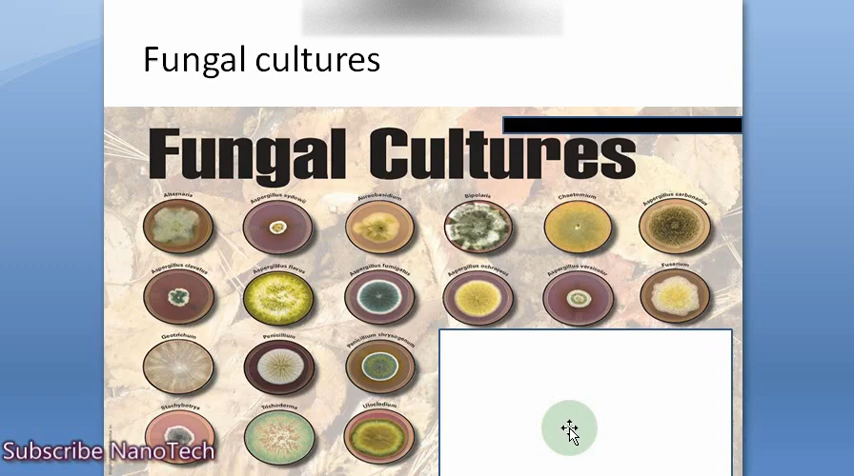 Fungal cultures
Fungal Cultures
Alternaria
Aspergillus sydowii
Aureobasidium
Bipolaris
Chaetomium
Aspergillus carbonarius
Aspergillus clavatus
Aspergillus flavus
Aspergillus fumigatus
Aspergillus ochraceus
Aspergillus versicolor
Fusarium
Geotrichum
Penicillium
Penicillium chrysogenum
Stachybotrys
Trichoderma
Ulocladium
Subscribe NanoTech